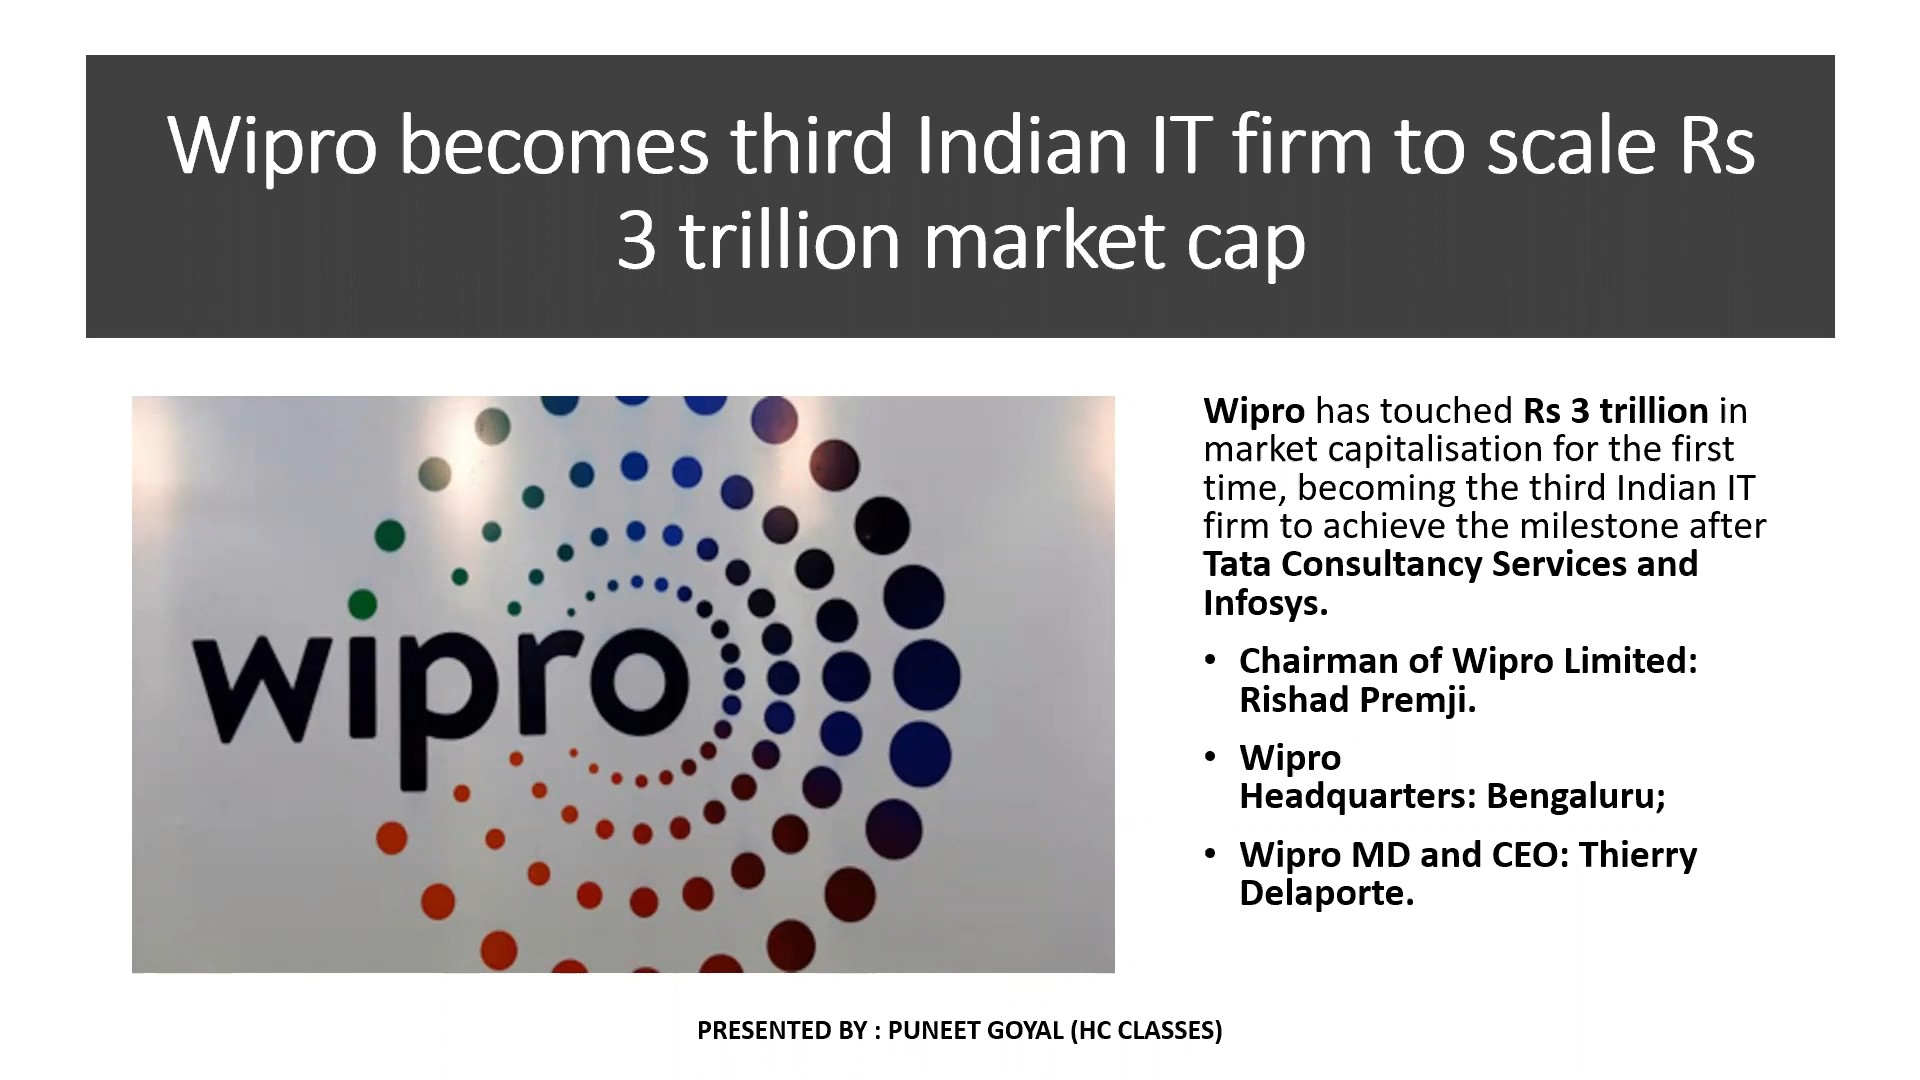 Wipro becomes third Indian IT firm to scale Rs
3 trillion market cap
wipro
Wipro has touched Rs 3 trillion in
market capitalisation for the first
time, becoming the third Indian IT
firm to achieve the milestone after
Tata Consultancy Services and
Infosys.
• Chairman of Wipro Limited:
Rishad Premji.
• Wipro
Headquarters: Bengaluru;
• Wipro MD and CEO: Thierry
Delaporte.
PRESENTED BY : PUNEET GOYAL (HC CLASSES)